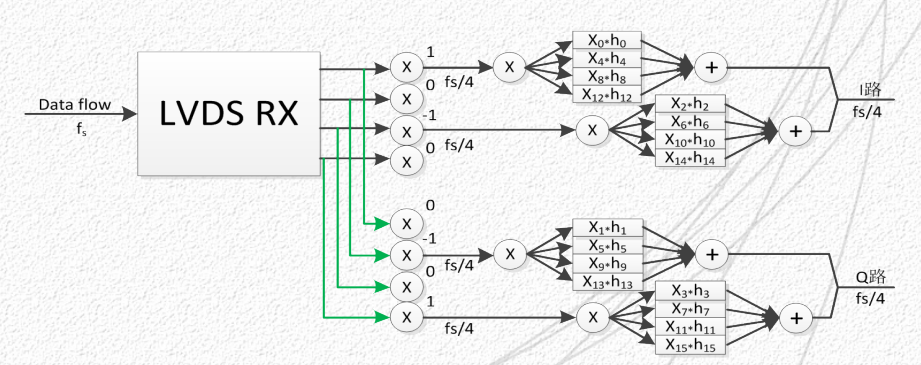 Data flow
fs
LVDS RX
X
1
fs/4
X
0
X
-1
fs/4
X
0
X
X₀*h₀
X₄*h₄
X₈*h₈
X₁₂*h₁₂
+
X
X₂*h₂
X₆*h₆
X₁₀*h₁₀
X₁₄*h₁₄
+
I路
fs/4
X
0
X
-1
fs/4
X
0
X
1
fs/4
X
X₁*h₁
X₅*h₅
X₉*h₉
X₁₃*h₁₃
+
X
X₃*h₃
X₇*h₇
X₁₁*h₁₁
X₁₅*h₁₅
+
Q路
fs/4